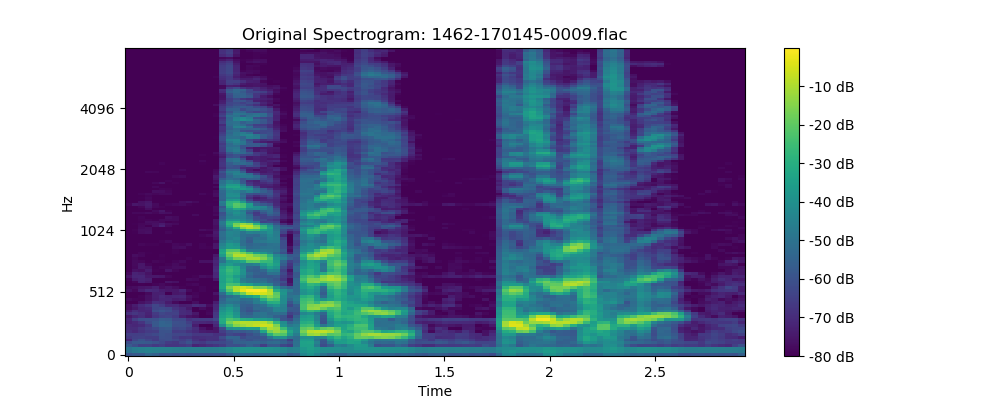 Original Spectrogram: 1462-170145-0009.flac
Hz
4096
2048
1024
512
0
0
0.5
1
1.5
2
2.5
Time
-10 dB
-20 dB
-30 dB
-40 dB
-50 dB
-60 dB
-70 dB
-80 dB